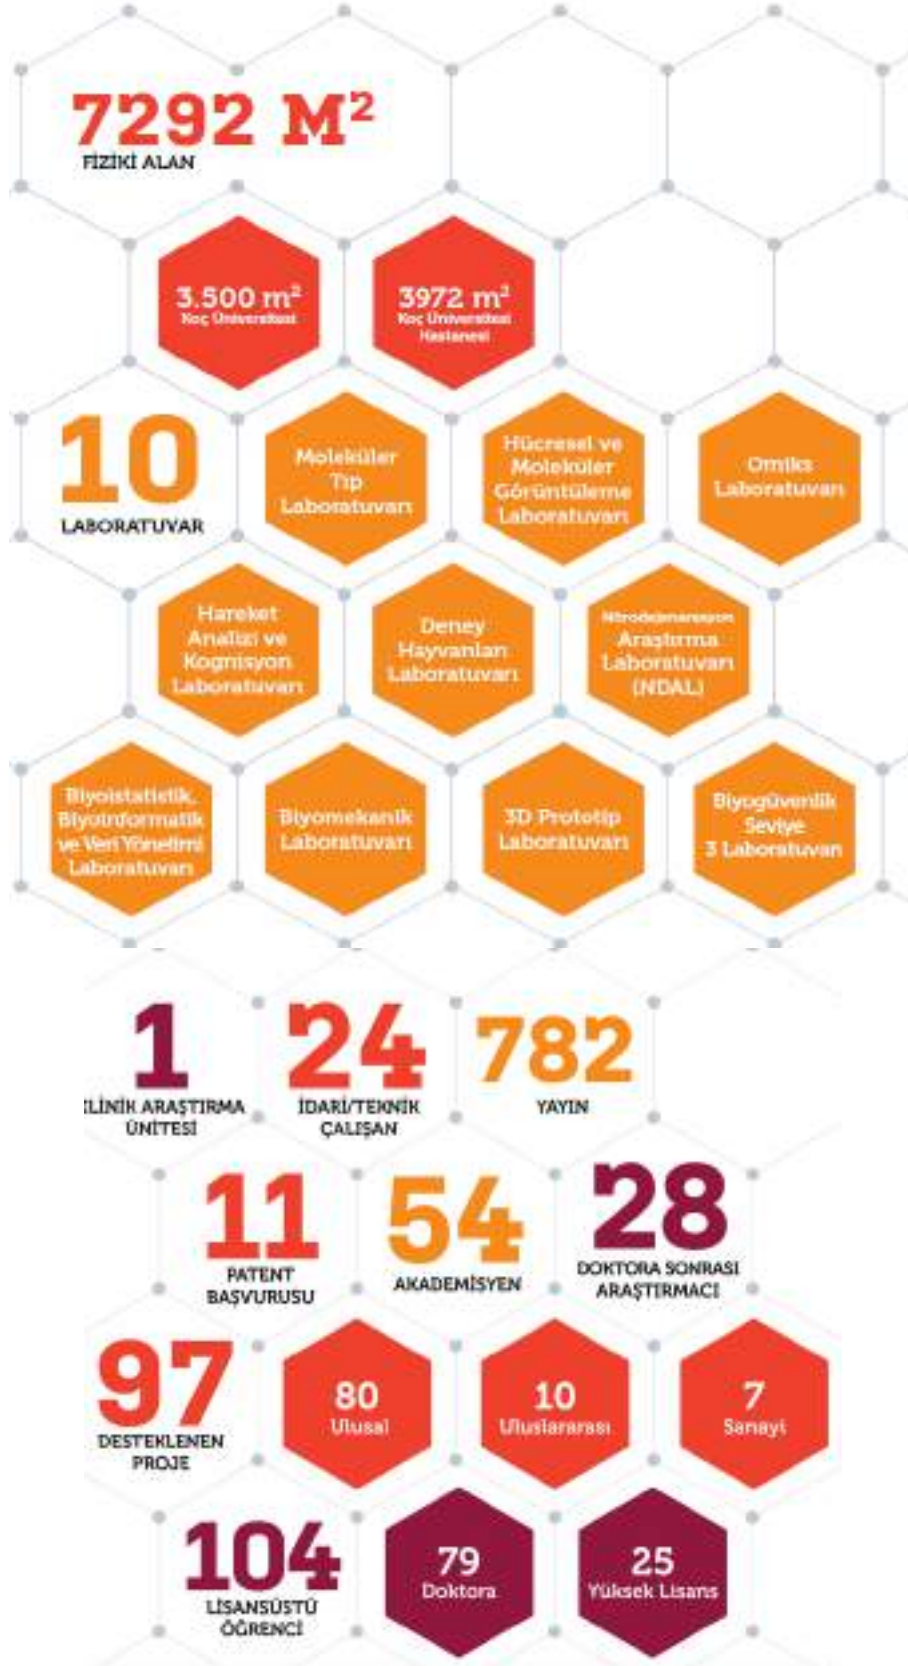 7292 M²
FİZİKİ ALAN
3.500 m²
Koç Üniversitesi
3972 m²
Koç Üniversitesi
Hastanesi
10
LABORATUVAR
Moleküler
Tıp
Laboratuvarı
Hücresel ve
Moleküler
Görüntüleme
Laboratuvarı
Omiks
Laboratuvarı
Hareket
Analizi ve
Kognisyon
Laboratuvarı
Deney
Hayvanları
Laboratuvarı
Nörodejenerasyon
Araştırma
Laboratuvarı
(NDAL)
Biyoistatistik,
Biyoinformatik
ve Veri Yönetimi
Laboratuvarı
Biyomekanik
Laboratuvarı
3D Prototip
Laboratuvarı
Biyogüvenlik
Seviye
3 Laboratuvarı
1
LİNİK ARAŞTIRMA
ÜNİTESİ
24
İDARİ/TEKNİK
ÇALIŞAN
782
YAYIN
11
PATENT
BAŞVURUSU
54
AKADEMİSYEN
28
DOKTORA SONRASI
ARAŞTIRMACI
97
DESTEKLENEN
PROJE
80
Ulusal
10
Uluslararası
7
Sanayi
104
LİSANSÜSTÜ
ÖĞRENCİ
79
Doktora
25
Yüksek Lisans